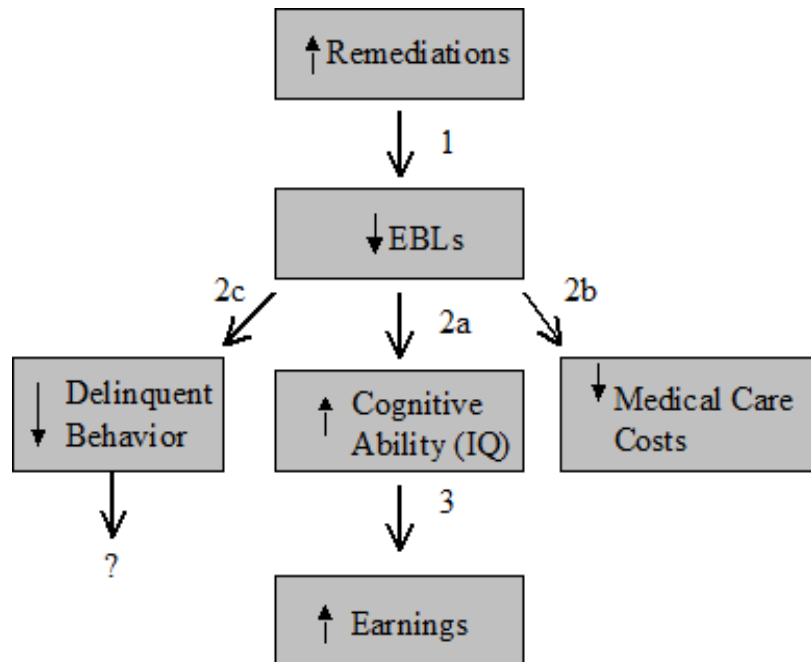 Remediations
1
EBLs
2c
2a
2b
Delinquent
Behavior
Cognitive
Ability (IQ)
Medical Care
Costs
3
?
Earnings